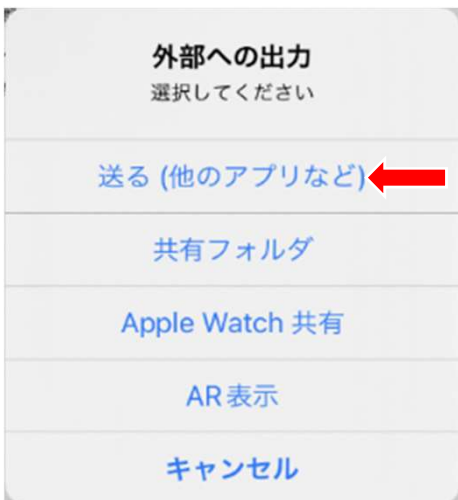 外部への出力
選択してください
送る (他のアプリなど)
共有フォルダ
Apple Watch 共有
AR表示
キャンセル